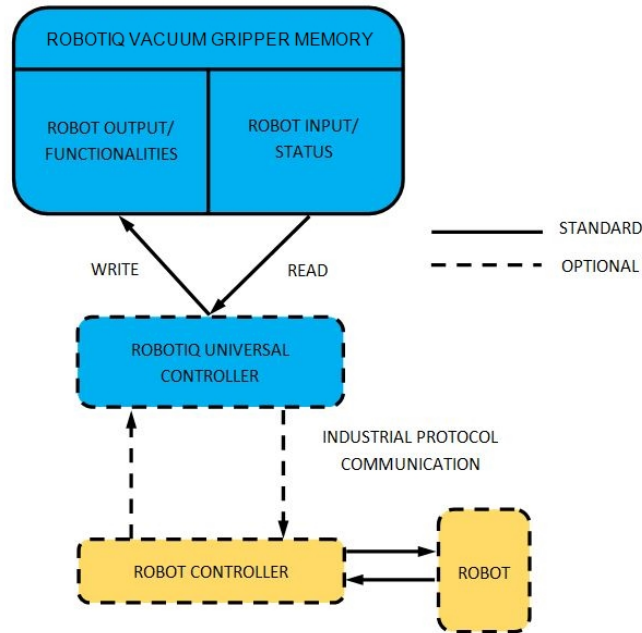 ROBOTIQ VACUUM GRIPPER MEMORY
ROBOT OUTPUT/
FUNCTIONALITIES
ROBOT INPUT/
STATUS
STANDARD
OPTIONAL
WRITE
READ
ROBOTIQ UNIVERSAL
CONTROLLER
INDUSTRIAL PROTOCOL
COMMUNICATION
ROBOT CONTROLLER
ROBOT